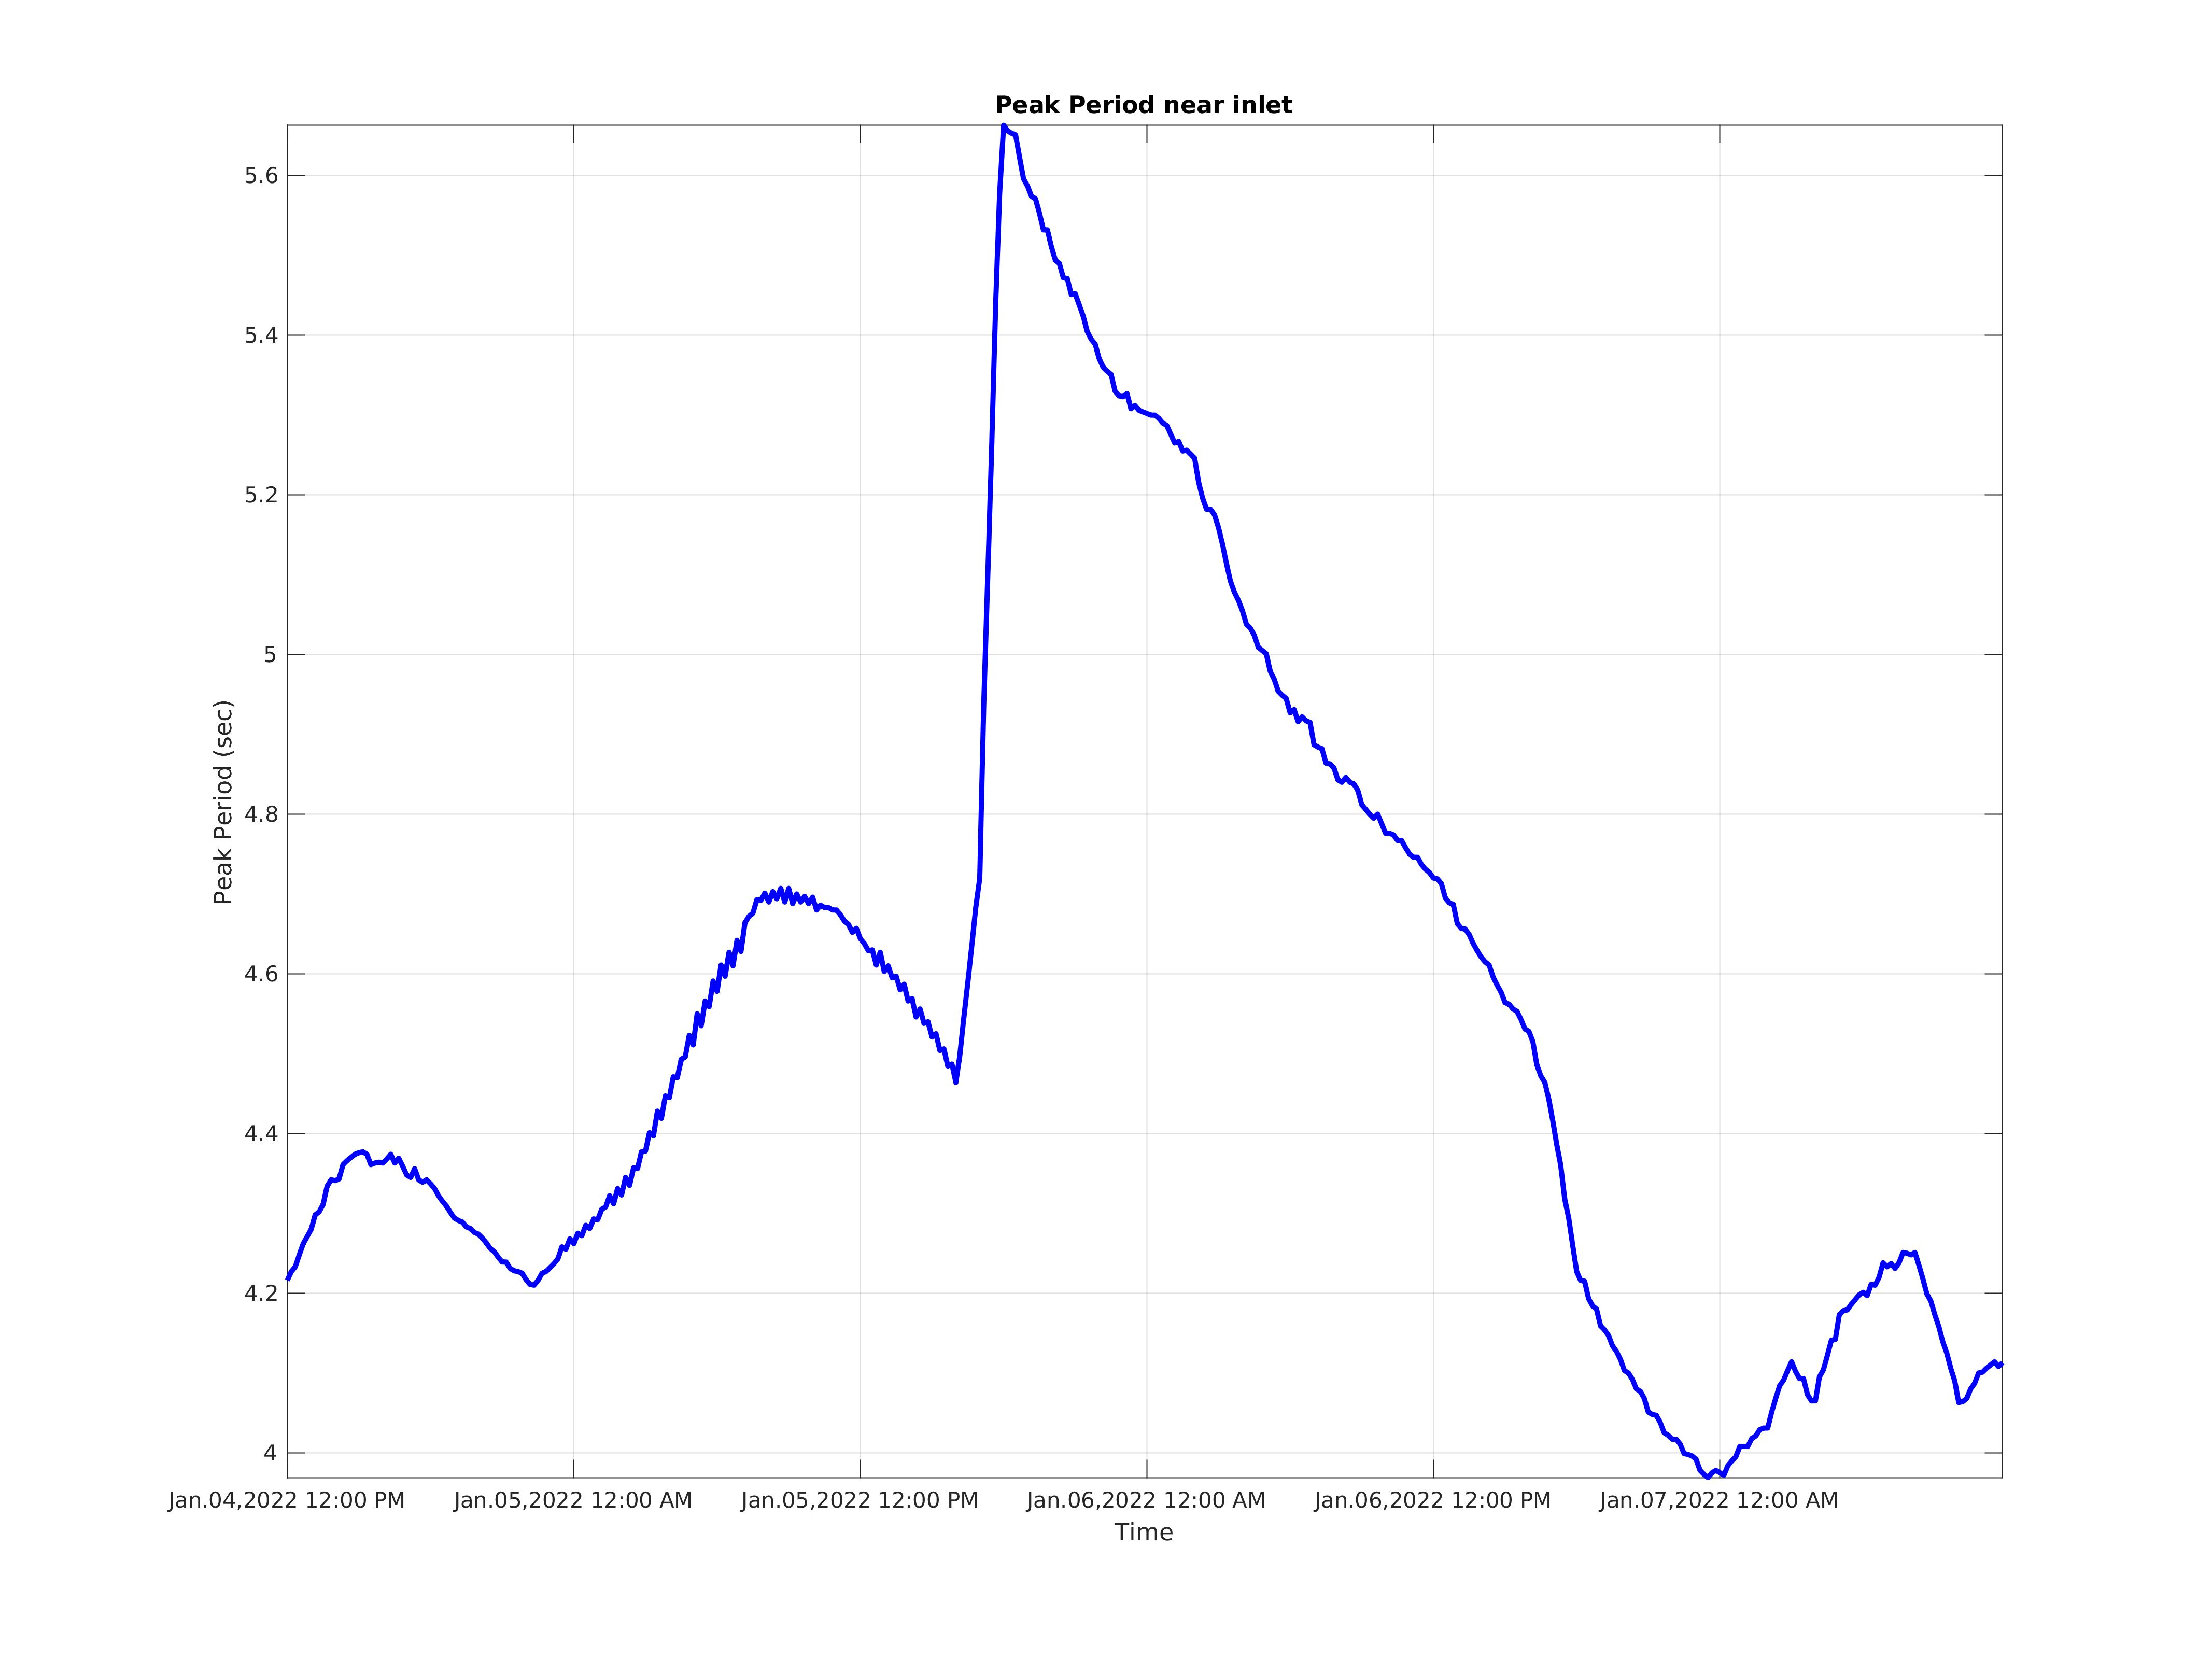 Peak Period near inlet
Peak Period (sec)
5.6
5.4
5.2
5
4.8
4.6
4.4
4.2
4
Jan.04,2022 12:00 PM
Jan.05,2022 12:00 AM
Jan.05,2022 12:00 PM
Jan.06,2022 12:00 AM
Jan.06,2022 12:00 PM
Jan.07,2022 12:00 AM
Time